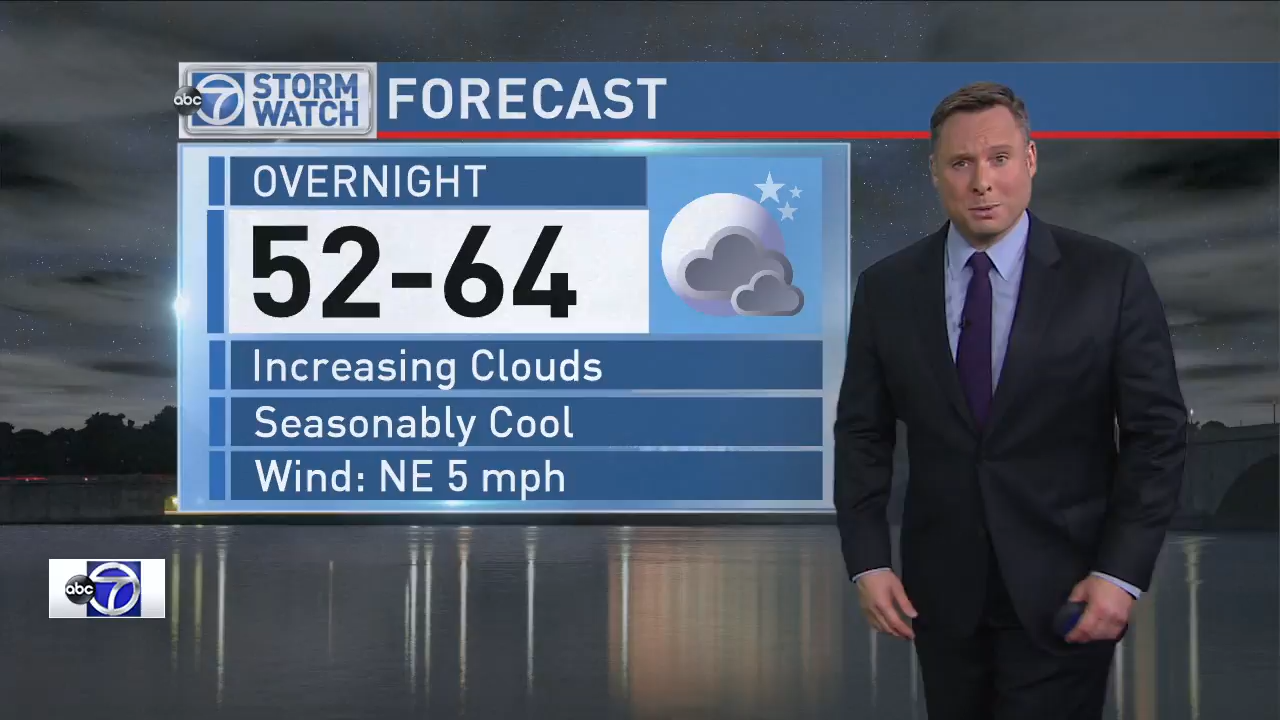 abc 7 STORM
WATCH
FORECAST
OVERNIGHT
52-64
Increasing Clouds
Seasonably Cool
Wind: NE 5 mph
abc 7